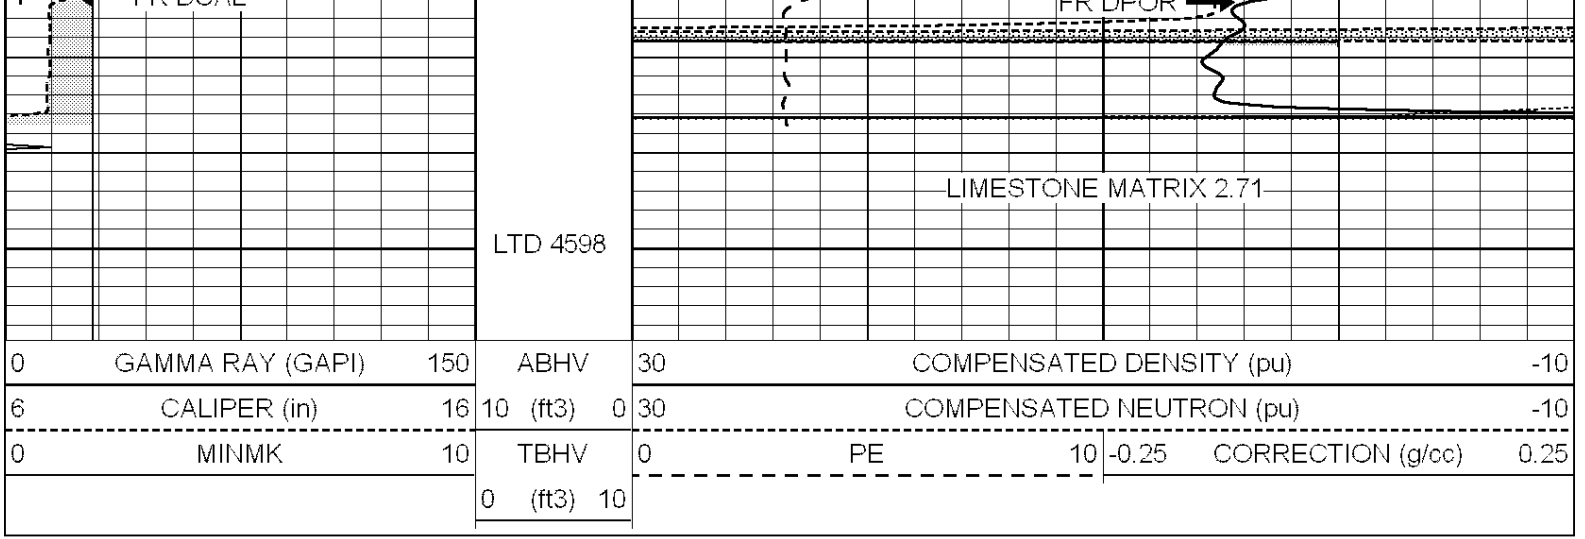 FR DCAL
FR DPOR
LIMESTONE MATRIX 2.71
LTD 4598
0 GAMMA RAY (GAPI) 150 ABHV 30 COMPENSATED DENSITY (pu) -10
6 CALIPER (in) 16 10 (ft3) 0 30 COMPENSATED NEUTRON (pu) -10
0 MINMK 10 TBHV 0 PE 10 -0.25 CORRECTION (g/cc) 0.25
0 (ft3) 10